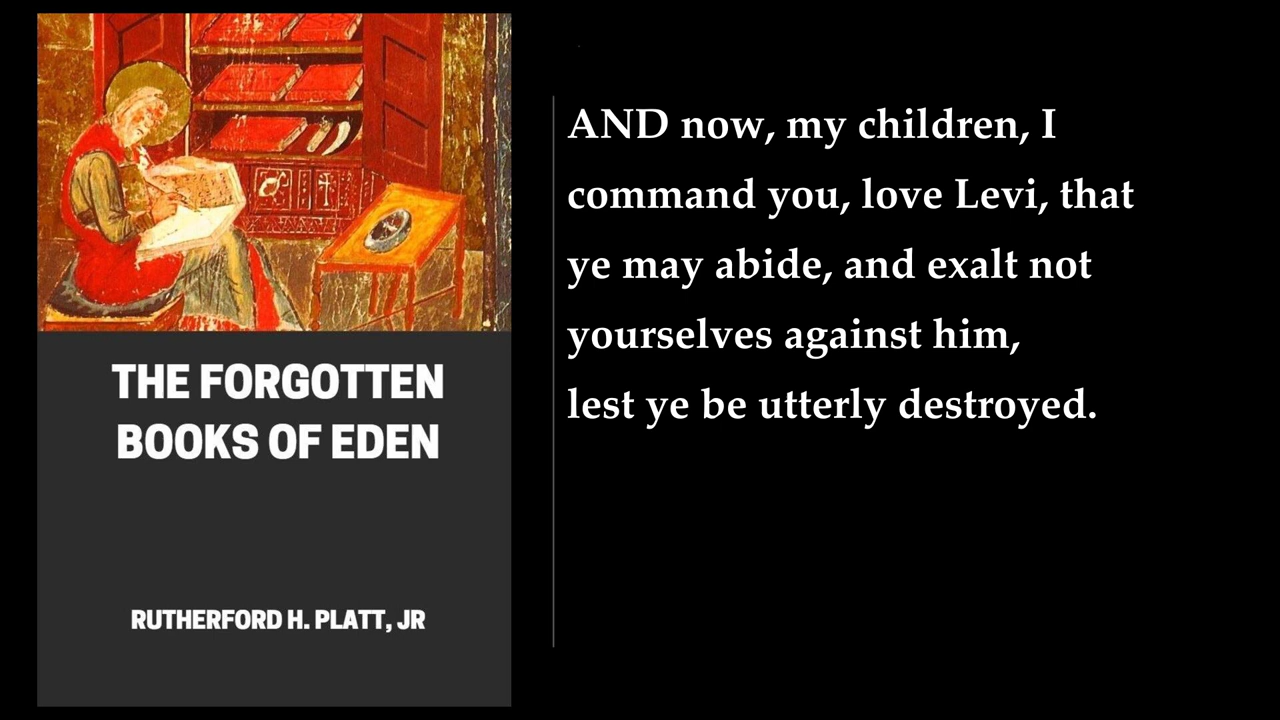 THE FORGOTTEN
BOOKS OF EDEN
RUTHERFORD H. PLATT, JR
AND now, my children, I
command you, love Levi, that
ye may abide, and exalt not
yourselves against him,
lest ye be utterly destroyed.